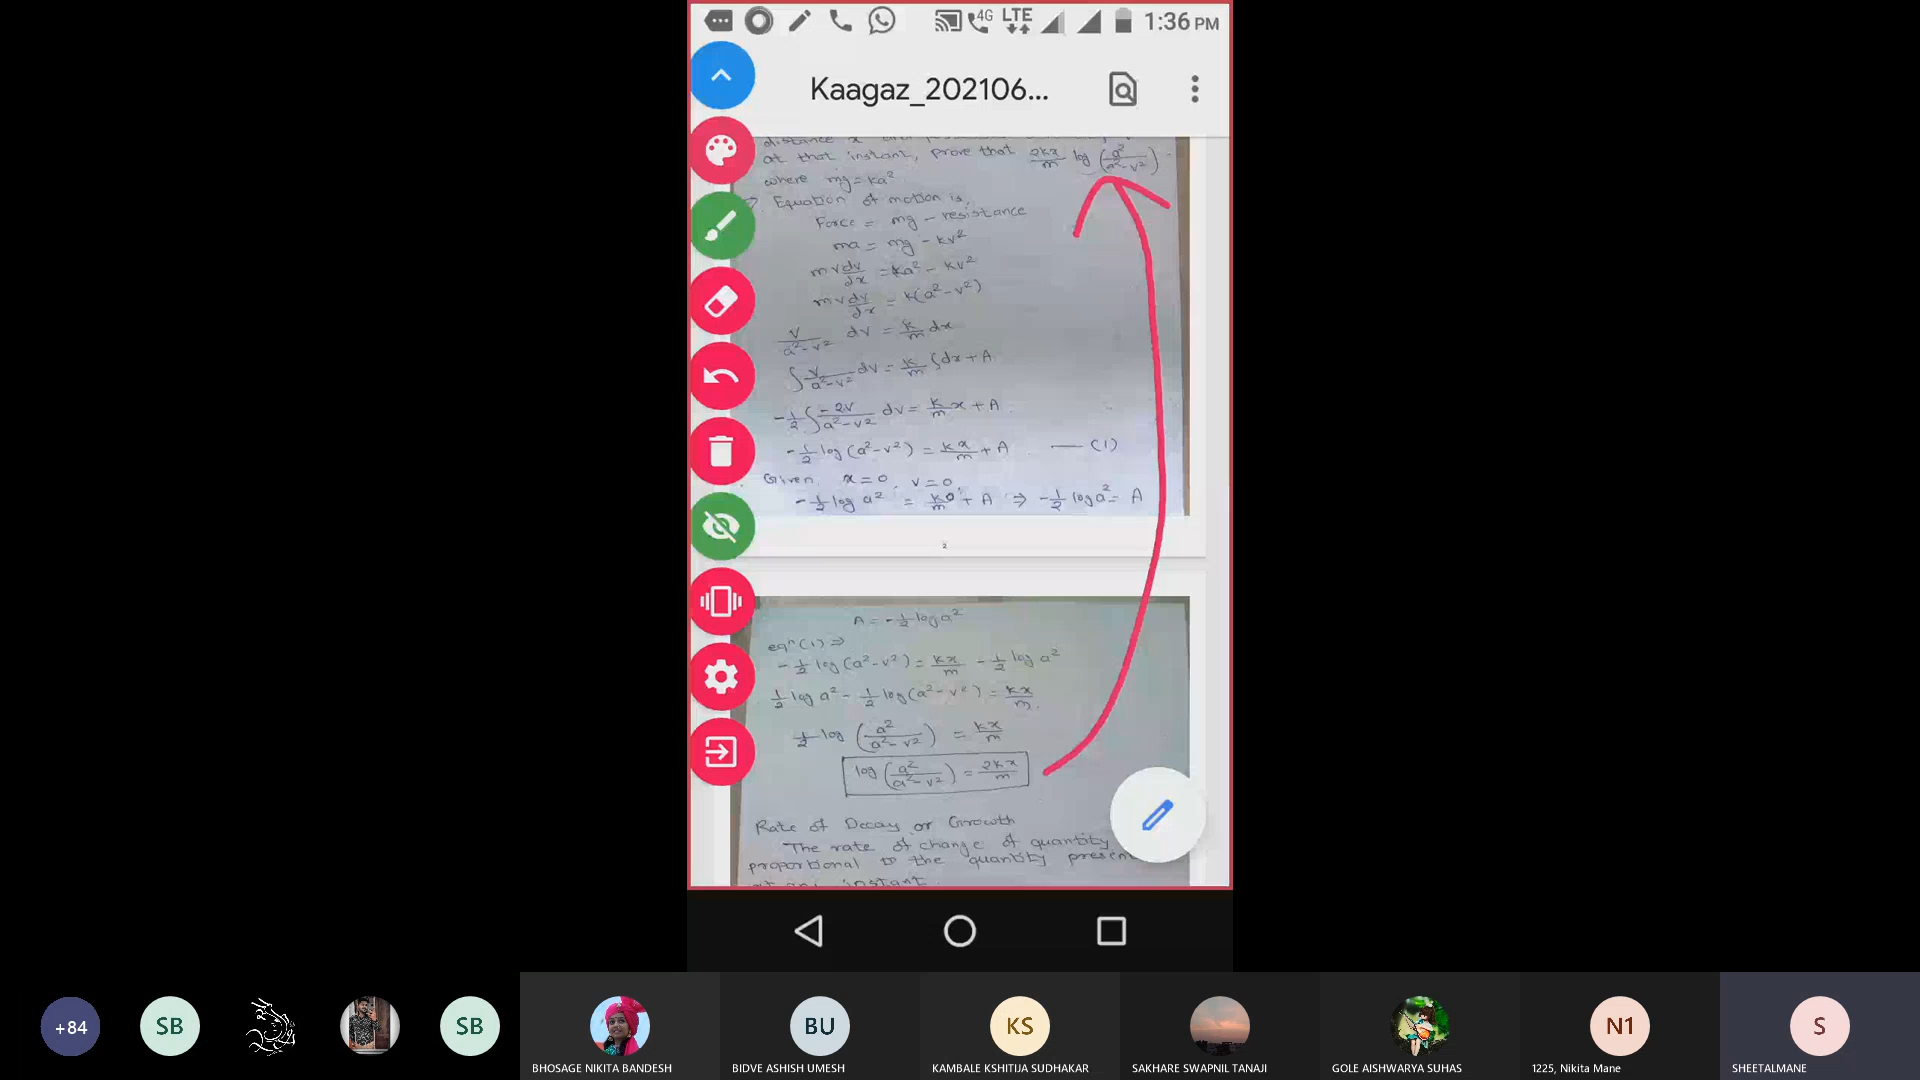 4G LTE 1:36 PM
Kaagaz_202106...
distance x
at that instant, prove that 2kx/m log (a²/a²-v²).
where mg = ka²
⇒ Equation of motion is,
Force = mg - resistance
ma = mg - kv²
mv dv/dx = ka² - kv²
mv dv/dx = k(a² - v²)
v/a²-v² dv = k/m dx
∫ v/a²-v² dv = k/m ∫dx + A
-1/2 ∫ -2v/a²-v² dv = k/m x + A
-1/2 log (a²-v²) = kx/m + A — (1)
Given, x=0, v=0,
-1/2 log a² = k0/m + A ⇒ -1/2 log a² = A
2
A = -1/2 log a²
eqⁿ (1) ⇒
-1/2 log (a²-v²) = kx/m - 1/2 log a²
1/2 log a² - 1/2 log (a²-v²) = kx/m.
1/2 log (a²/a²-v²) = kx/m
log (a²/a²-v²) = 2kx/m
Rate of Decay or Growth
The rate of change of quantity
proportional to the quantity present
at any instant.
+84
SB
SB
BU
KS
N1
S
BHOSAGE NIKITA BANDESH
BIDVE ASHISH UMESH
KAMBALE KSHITIJA SUDHAKAR
SAKHARE SWAPNIL TANAJI
GOLE AISHWARYA SUHAS
1225, Nikita Mane
SHEETALMANE